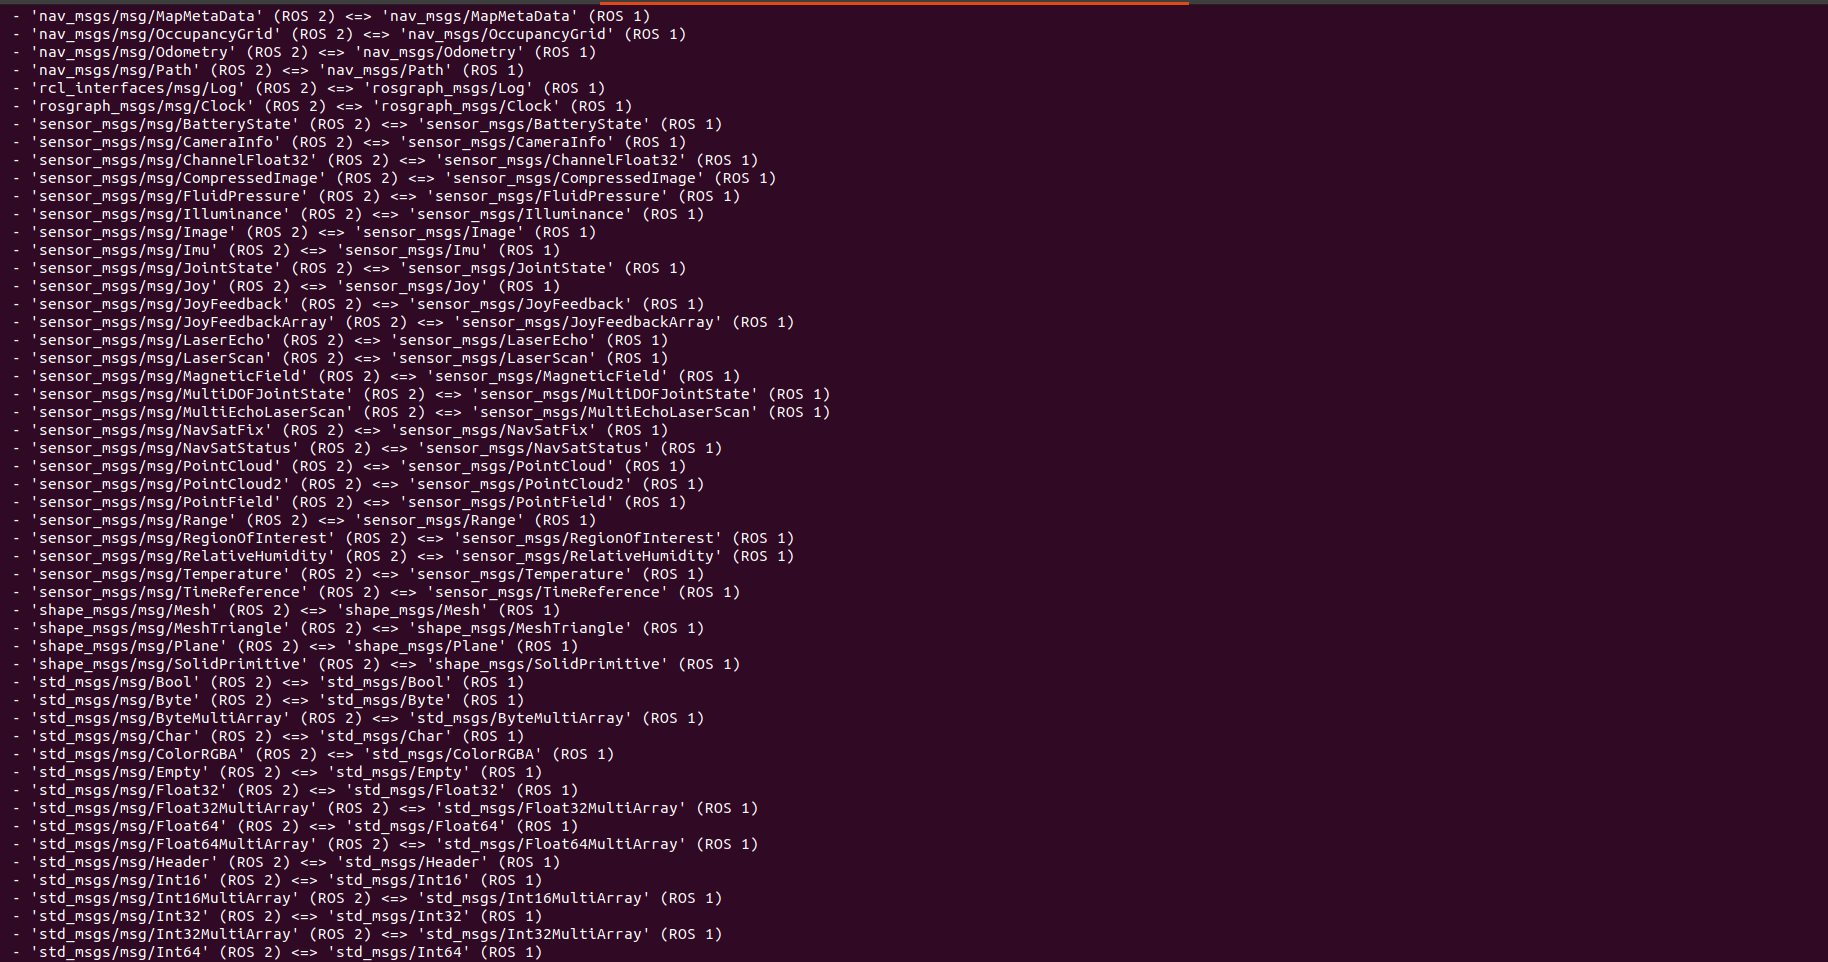 - 'nav_msgs/msg/MapMetaData' (ROS 2) <=> 'nav_msgs/MapMetaData' (ROS 1)
- 'nav_msgs/msg/OccupancyGrid' (ROS 2) <=> 'nav_msgs/OccupancyGrid' (ROS 1)
- 'nav_msgs/msg/Odometry' (ROS 2) <=> 'nav_msgs/Odometry' (ROS 1)
- 'nav_msgs/msg/Path' (ROS 2) <=> 'nav_msgs/Path' (ROS 1)
- 'rcl_interfaces/msg/Log' (ROS 2) <=> 'rosgraph_msgs/Log' (ROS 1)
- 'rosgraph_msgs/msg/Clock' (ROS 2) <=> 'rosgraph_msgs/Clock' (ROS 1)
- 'sensor_msgs/msg/BatteryState' (ROS 2) <=> 'sensor_msgs/BatteryState' (ROS 1)
- 'sensor_msgs/msg/CameraInfo' (ROS 2) <=> 'sensor_msgs/CameraInfo' (ROS 1)
- 'sensor_msgs/msg/ChannelFloat32' (ROS 2) <=> 'sensor_msgs/ChannelFloat32' (ROS 1)
- 'sensor_msgs/msg/CompressedImage' (ROS 2) <=> 'sensor_msgs/CompressedImage' (ROS 1)
- 'sensor_msgs/msg/FluidPressure' (ROS 2) <=> 'sensor_msgs/FluidPressure' (ROS 1)
- 'sensor_msgs/msg/Illuminance' (ROS 2) <=> 'sensor_msgs/Illuminance' (ROS 1)
- 'sensor_msgs/msg/Image' (ROS 2) <=> 'sensor_msgs/Image' (ROS 1)
- 'sensor_msgs/msg/Imu' (ROS 2) <=> 'sensor_msgs/Imu' (ROS 1)
- 'sensor_msgs/msg/JointState' (ROS 2) <=> 'sensor_msgs/JointState' (ROS 1)
- 'sensor_msgs/msg/Joy' (ROS 2) <=> 'sensor_msgs/Joy' (ROS 1)
- 'sensor_msgs/msg/JoyFeedback' (ROS 2) <=> 'sensor_msgs/JoyFeedback' (ROS 1)
- 'sensor_msgs/msg/JoyFeedbackArray' (ROS 2) <=> 'sensor_msgs/JoyFeedbackArray' (ROS 1)
- 'sensor_msgs/msg/LaserEcho' (ROS 2) <=> 'sensor_msgs/LaserEcho' (ROS 1)
- 'sensor_msgs/msg/LaserScan' (ROS 2) <=> 'sensor_msgs/LaserScan' (ROS 1)
- 'sensor_msgs/msg/MagneticField' (ROS 2) <=> 'sensor_msgs/MagneticField' (ROS 1)
- 'sensor_msgs/msg/MultiDOFJointState' (ROS 2) <=> 'sensor_msgs/MultiDOFJointState' (ROS 1)
- 'sensor_msgs/msg/MultiEchoLaserScan' (ROS 2) <=> 'sensor_msgs/MultiEchoLaserScan' (ROS 1)
- 'sensor_msgs/msg/NavSatFix' (ROS 2) <=> 'sensor_msgs/NavSatFix' (ROS 1)
- 'sensor_msgs/msg/NavSatStatus' (ROS 2) <=> 'sensor_msgs/NavSatStatus' (ROS 1)
- 'sensor_msgs/msg/PointCloud' (ROS 2) <=> 'sensor_msgs/PointCloud' (ROS 1)
- 'sensor_msgs/msg/PointCloud2' (ROS 2) <=> 'sensor_msgs/PointCloud2' (ROS 1)
- 'sensor_msgs/msg/PointField' (ROS 2) <=> 'sensor_msgs/PointField' (ROS 1)
- 'sensor_msgs/msg/Range' (ROS 2) <=> 'sensor_msgs/Range' (ROS 1)
- 'sensor_msgs/msg/RegionOfInterest' (ROS 2) <=> 'sensor_msgs/RegionOfInterest' (ROS 1)
- 'sensor_msgs/msg/RelativeHumidity' (ROS 2) <=> 'sensor_msgs/RelativeHumidity' (ROS 1)
- 'sensor_msgs/msg/Temperature' (ROS 2) <=> 'sensor_msgs/Temperature' (ROS 1)
- 'sensor_msgs/msg/TimeReference' (ROS 2) <=> 'sensor_msgs/TimeReference' (ROS 1)
- 'shape_msgs/msg/Mesh' (ROS 2) <=> 'shape_msgs/Mesh' (ROS 1)
- 'shape_msgs/msg/MeshTriangle' (ROS 2) <=> 'shape_msgs/MeshTriangle' (ROS 1)
- 'shape_msgs/msg/Plane' (ROS 2) <=> 'shape_msgs/Plane' (ROS 1)
- 'shape_msgs/msg/SolidPrimitive' (ROS 2) <=> 'shape_msgs/SolidPrimitive' (ROS 1)
- 'std_msgs/msg/Bool' (ROS 2) <=> 'std_msgs/Bool' (ROS 1)
- 'std_msgs/msg/Byte' (ROS 2) <=> 'std_msgs/Byte' (ROS 1)
- 'std_msgs/msg/ByteMultiArray' (ROS 2) <=> 'std_msgs/ByteMultiArray' (ROS 1)
- 'std_msgs/msg/Char' (ROS 2) <=> 'std_msgs/Char' (ROS 1)
- 'std_msgs/msg/ColorRGBA' (ROS 2) <=> 'std_msgs/ColorRGBA' (ROS 1)
- 'std_msgs/msg/Empty' (ROS 2) <=> 'std_msgs/Empty' (ROS 1)
- 'std_msgs/msg/Float32' (ROS 2) <=> 'std_msgs/Float32' (ROS 1)
- 'std_msgs/msg/Float32MultiArray' (ROS 2) <=> 'std_msgs/Float32MultiArray' (ROS 1)
- 'std_msgs/msg/Float64' (ROS 2) <=> 'std_msgs/Float64' (ROS 1)
- 'std_msgs/msg/Float64MultiArray' (ROS 2) <=> 'std_msgs/Float64MultiArray' (ROS 1)
- 'std_msgs/msg/Header' (ROS 2) <=> 'std_msgs/Header' (ROS 1)
- 'std_msgs/msg/Int16' (ROS 2) <=> 'std_msgs/Int16' (ROS 1)
- 'std_msgs/msg/Int16MultiArray' (ROS 2) <=> 'std_msgs/Int16MultiArray' (ROS 1)
- 'std_msgs/msg/Int32' (ROS 2) <=> 'std_msgs/Int32' (ROS 1)
- 'std_msgs/msg/Int32MultiArray' (ROS 2) <=> 'std_msgs/Int32MultiArray' (ROS 1)
- 'std_msgs/msg/Int64' (ROS 2) <=> 'std_msgs/Int64' (ROS 1)